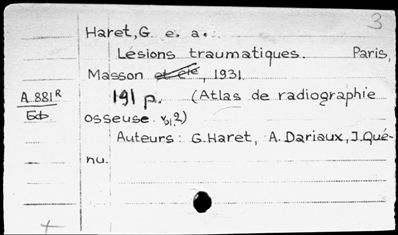 3
Haret, G. e. a.
Lésions traumatiques. Paris,
Masson et cie, 1931.
A.881R
191 p. (Atlas de radiographie
Ed
osseuse v. 2)
Auteurs: G. Haret, A. Dariaux, J. Qué-
nu.